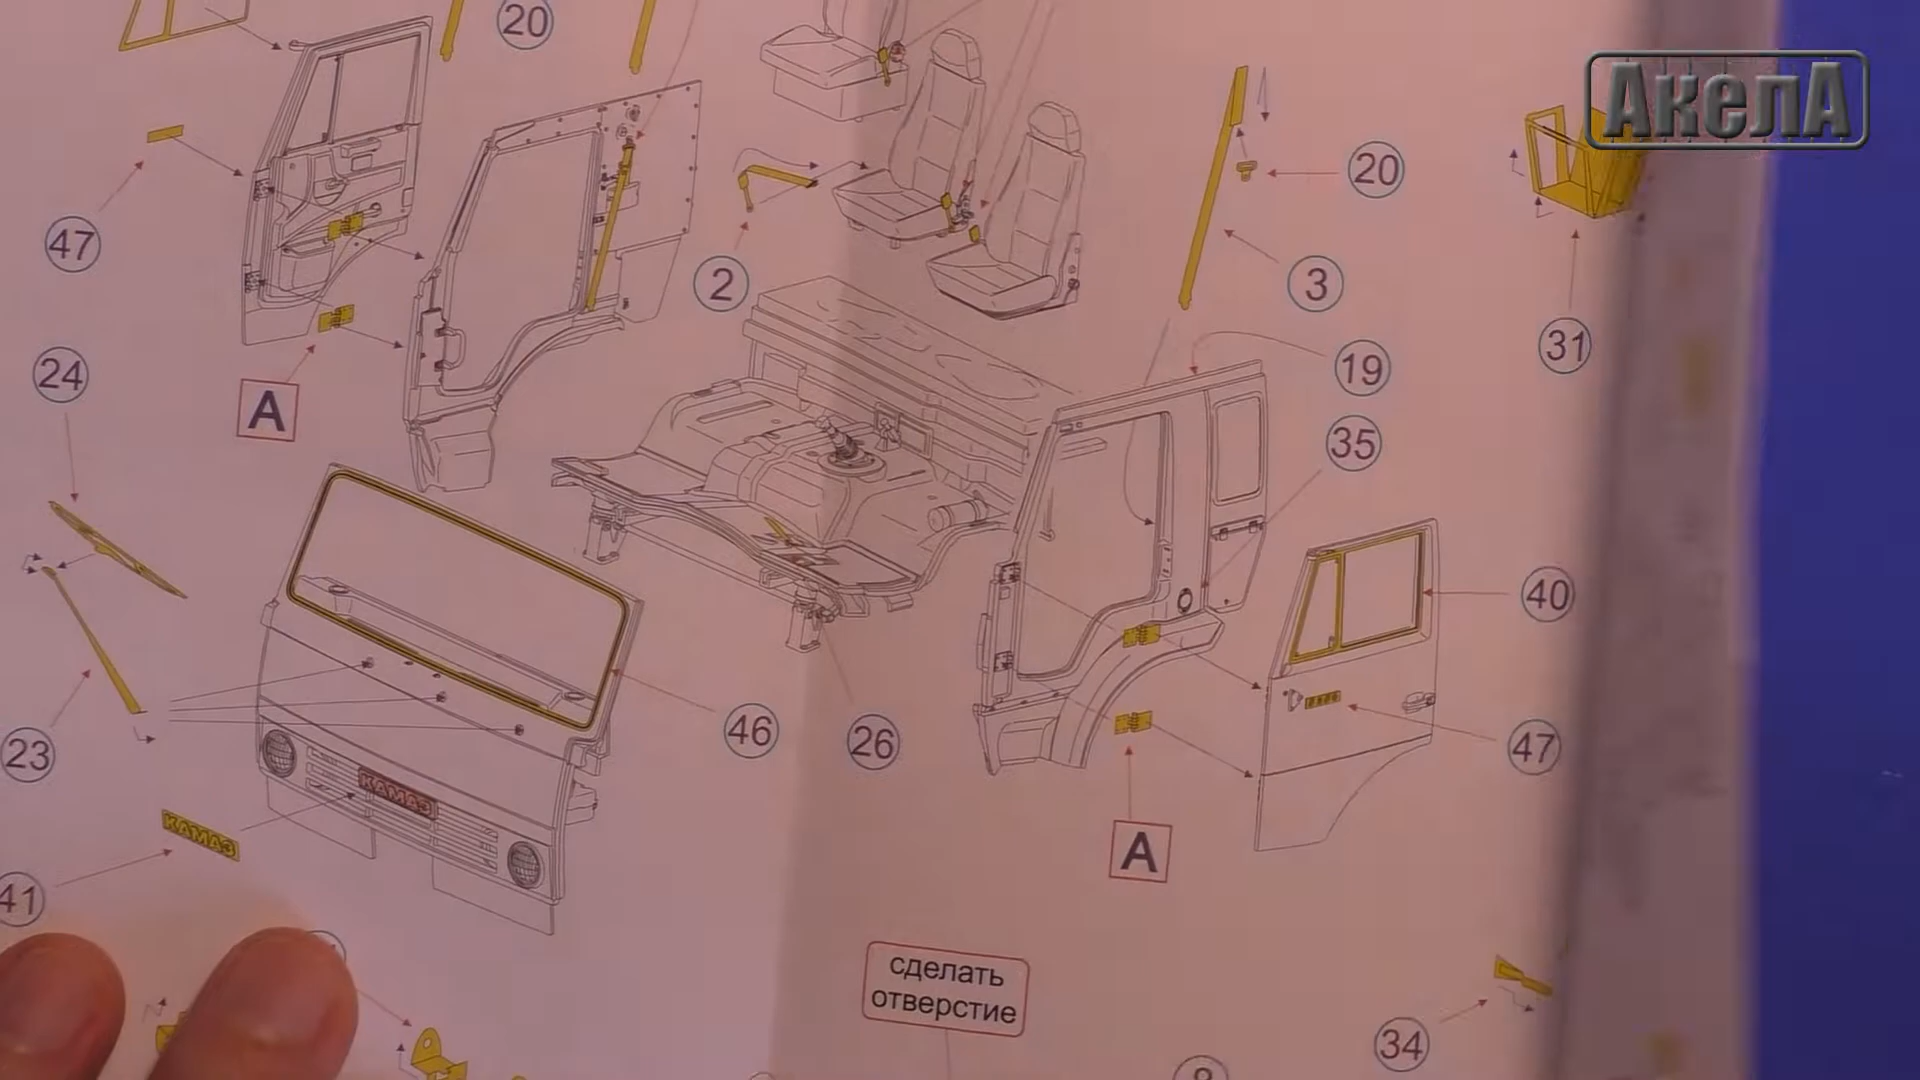 20
АкелА
20
47
2
3
31
19
24
A
35
40
46
26
47
23
КАМАЗ
КАМАЗ
A
41
сделать
отверстие
34